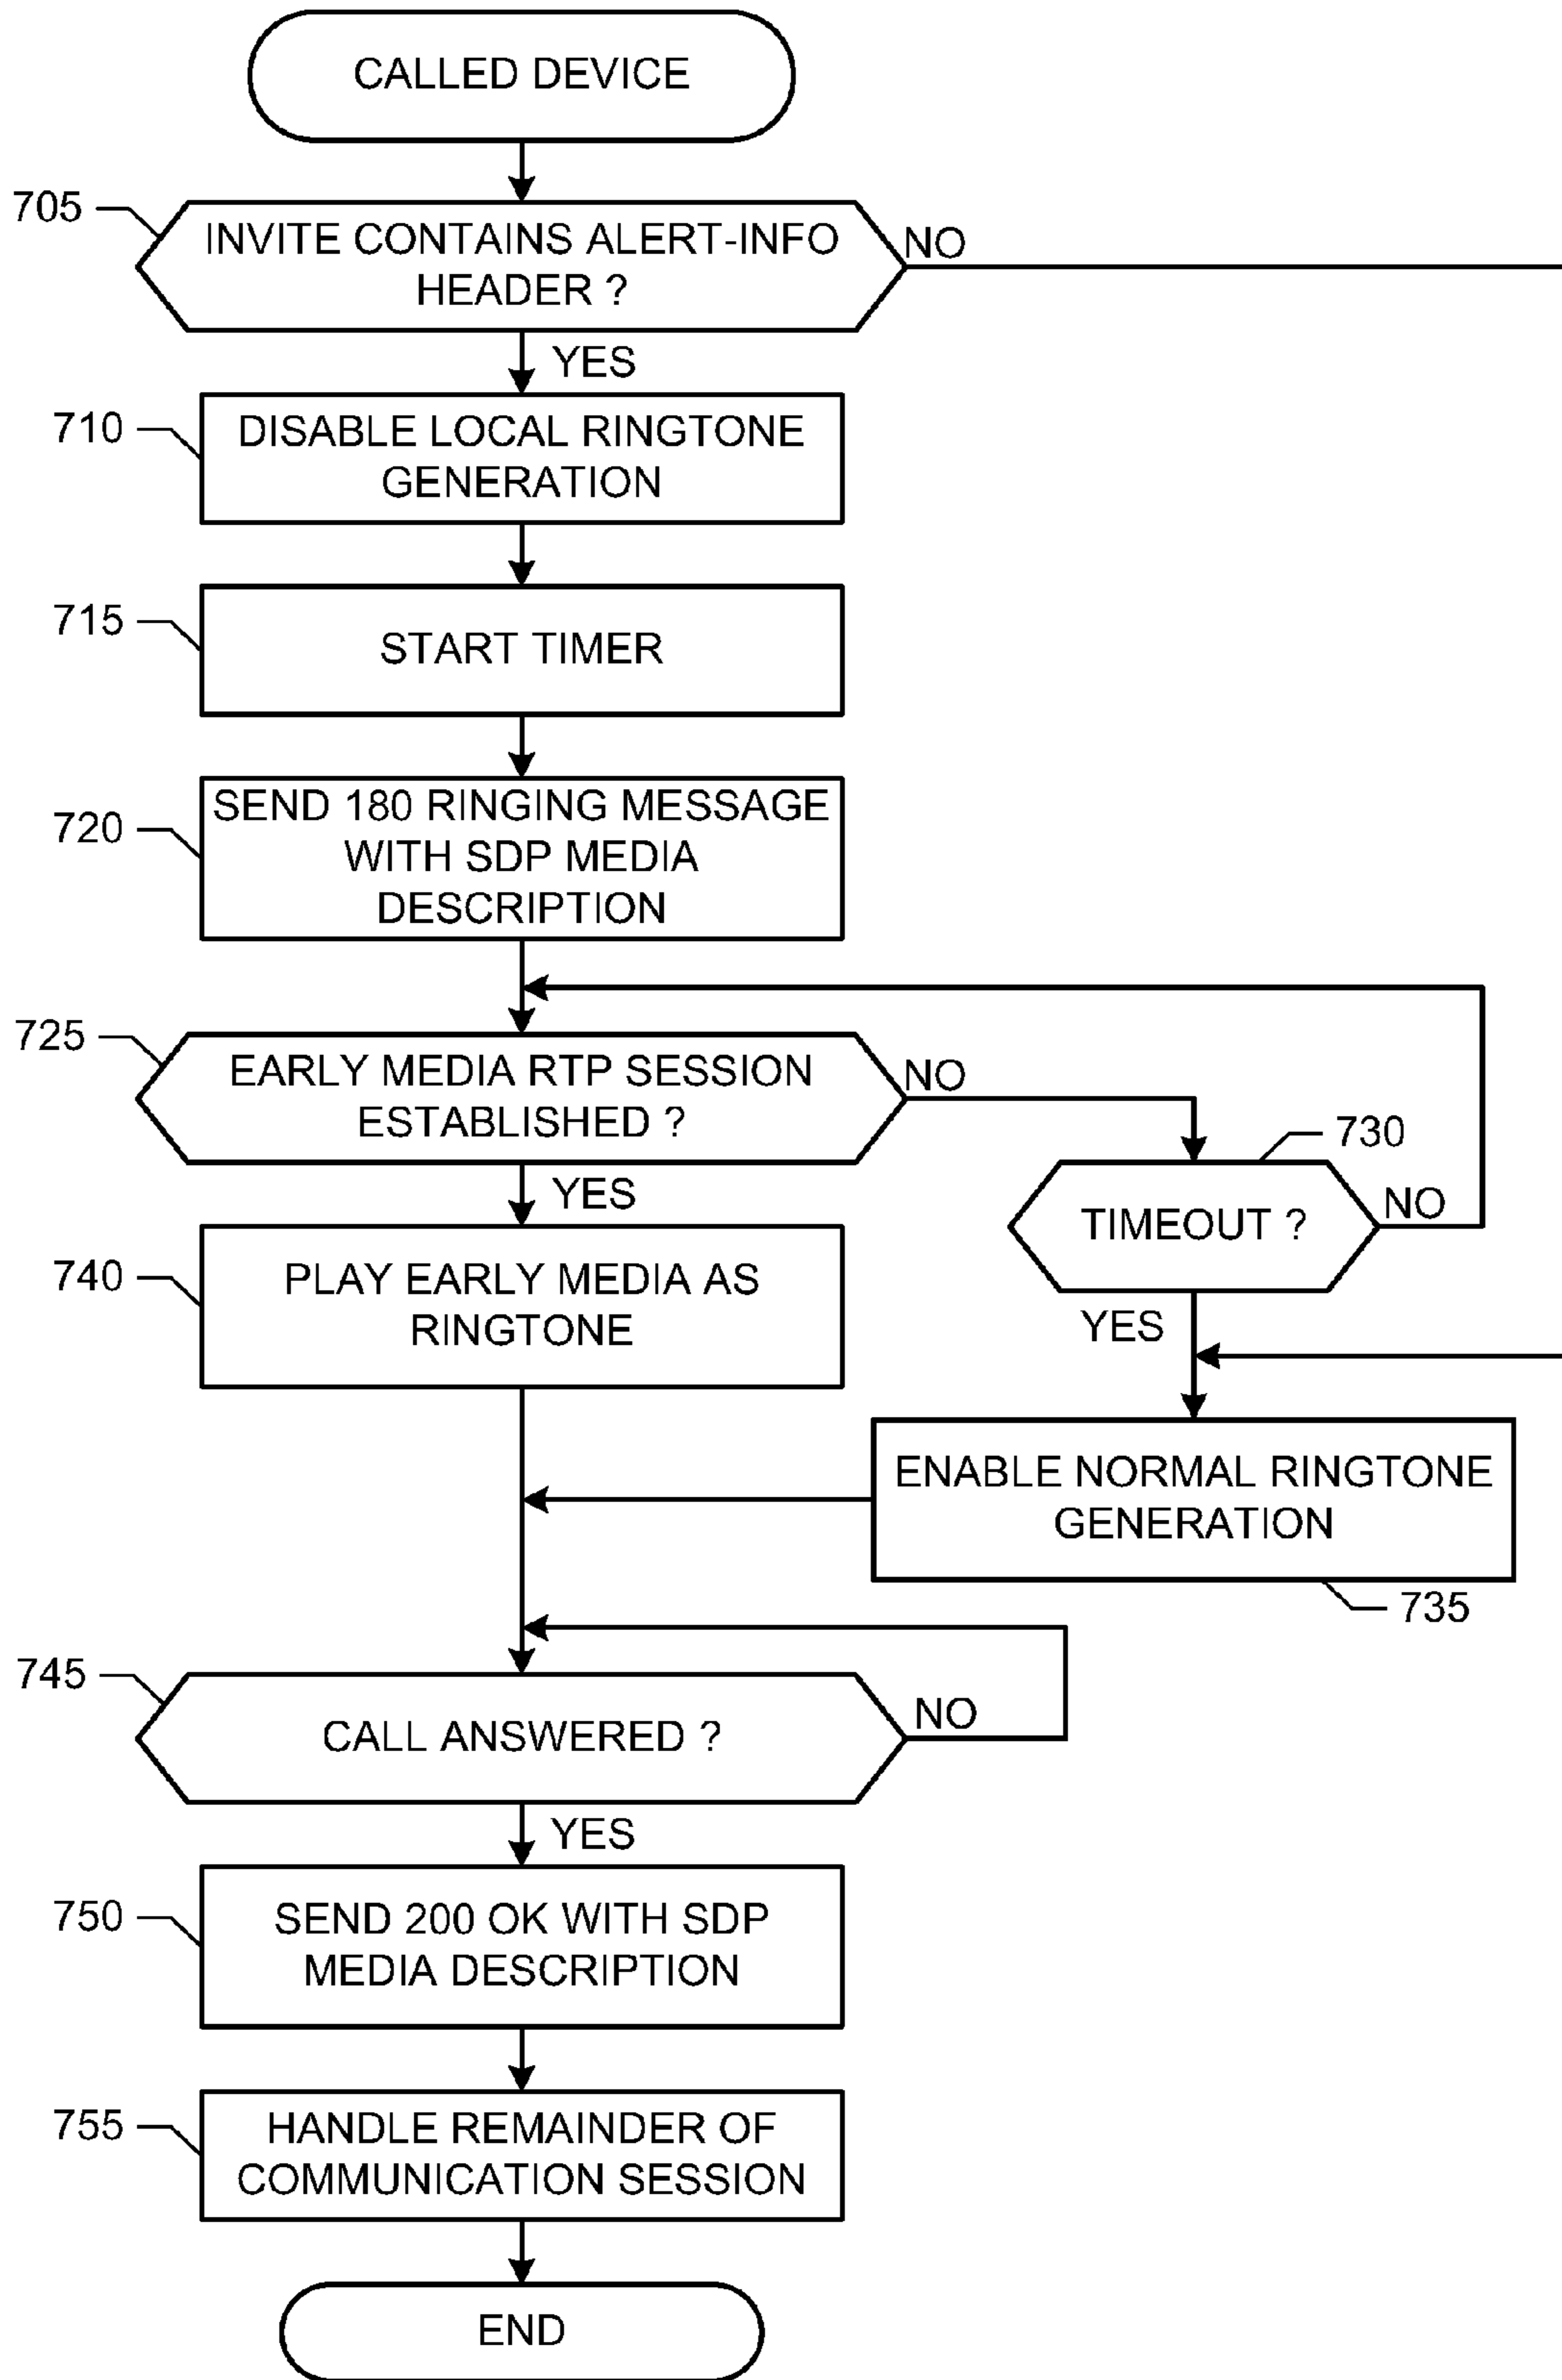 CALLED DEVICE
705
INVITE CONTAINS ALERT-INFO
HEADER ?
NO
YES
710
DISABLE LOCAL RINGTONE
GENERATION
715
START TIMER
720
SEND 180 RINGING MESSAGE
WITH SDP MEDIA
DESCRIPTION
725
EARLY MEDIA RTP SESSION
ESTABLISHED ?
NO
730
TIMEOUT ?
NO
YES
YES
740
PLAY EARLY MEDIA AS
RINGTONE
ENABLE NORMAL RINGTONE
GENERATION
735
745
CALL ANSWERED ?
NO
YES
750
SEND 200 OK WITH SDP
MEDIA DESCRIPTION
755
HANDLE REMAINDER OF
COMMUNICATION SESSION
END